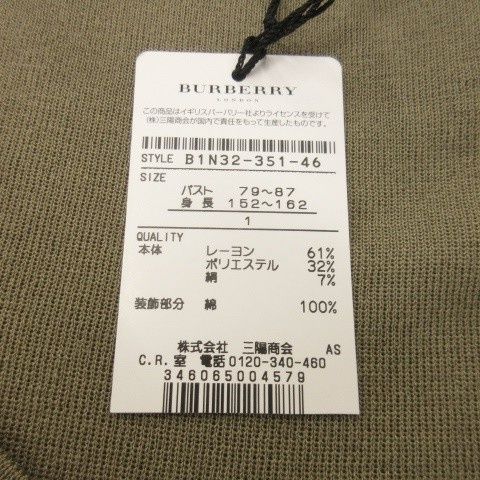 BURBERRY
LONDON
この商品はイギリスバーバリー社よりライセンスを受けて
(株)三陽商会が国内で責任をもって生産したものです。
STYLE B1N32-351-46
SIZE
バスト 79～87
身長 152～162
1
QUALITY
本体 レーヨン 61%
ポリエステル 32%
絹 7%
装飾部分 綿 100%
株式会社 三陽商会 AS
C.R.室 電話0120-340-460
346065004579